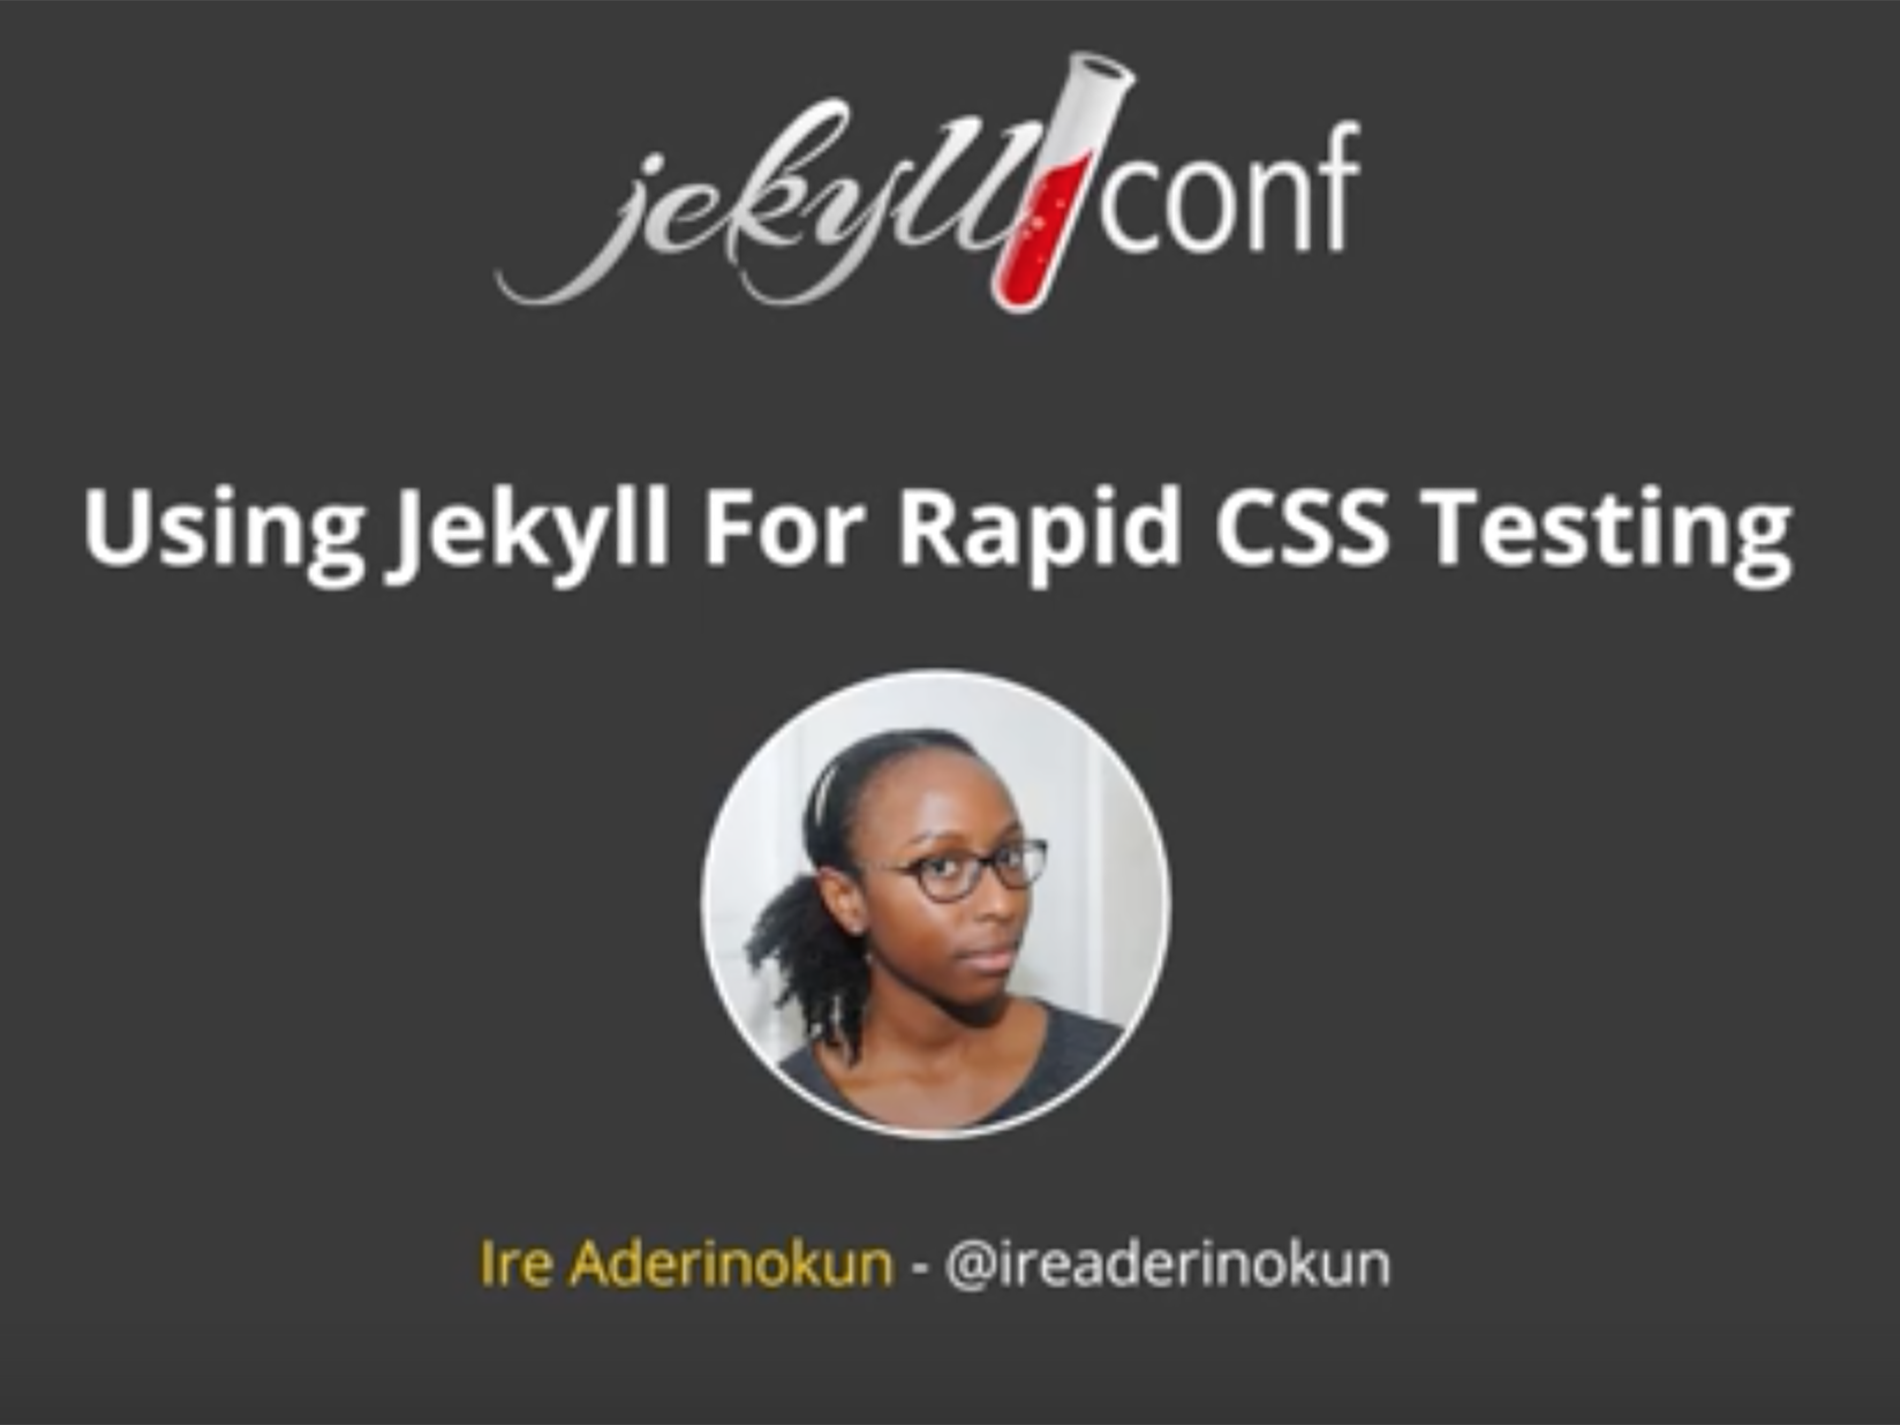 jekyll conf
Using Jekyll For Rapid CSS Testing
Ire Aderinokun - @ireaderinokun